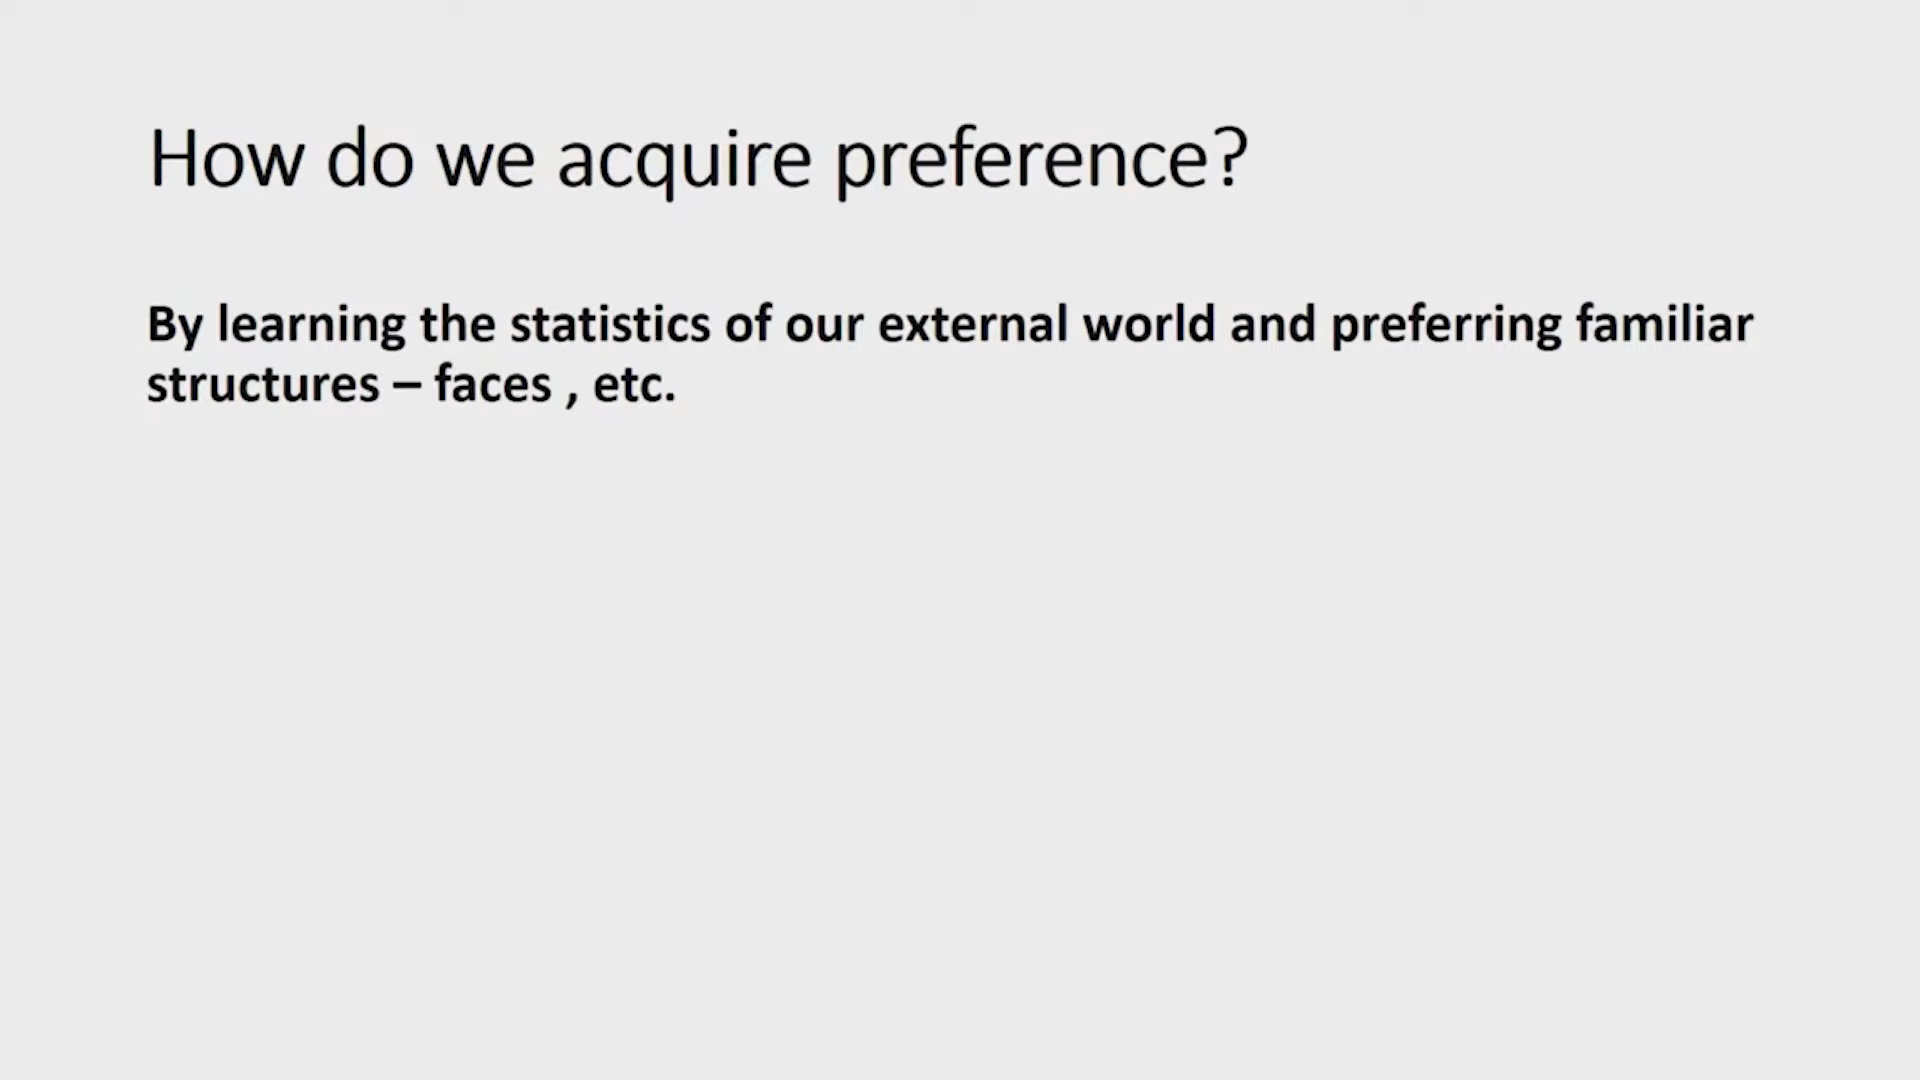 How do we acquire preference?
By learning the statistics of our external world and preferring familiar
structures – faces , etc.